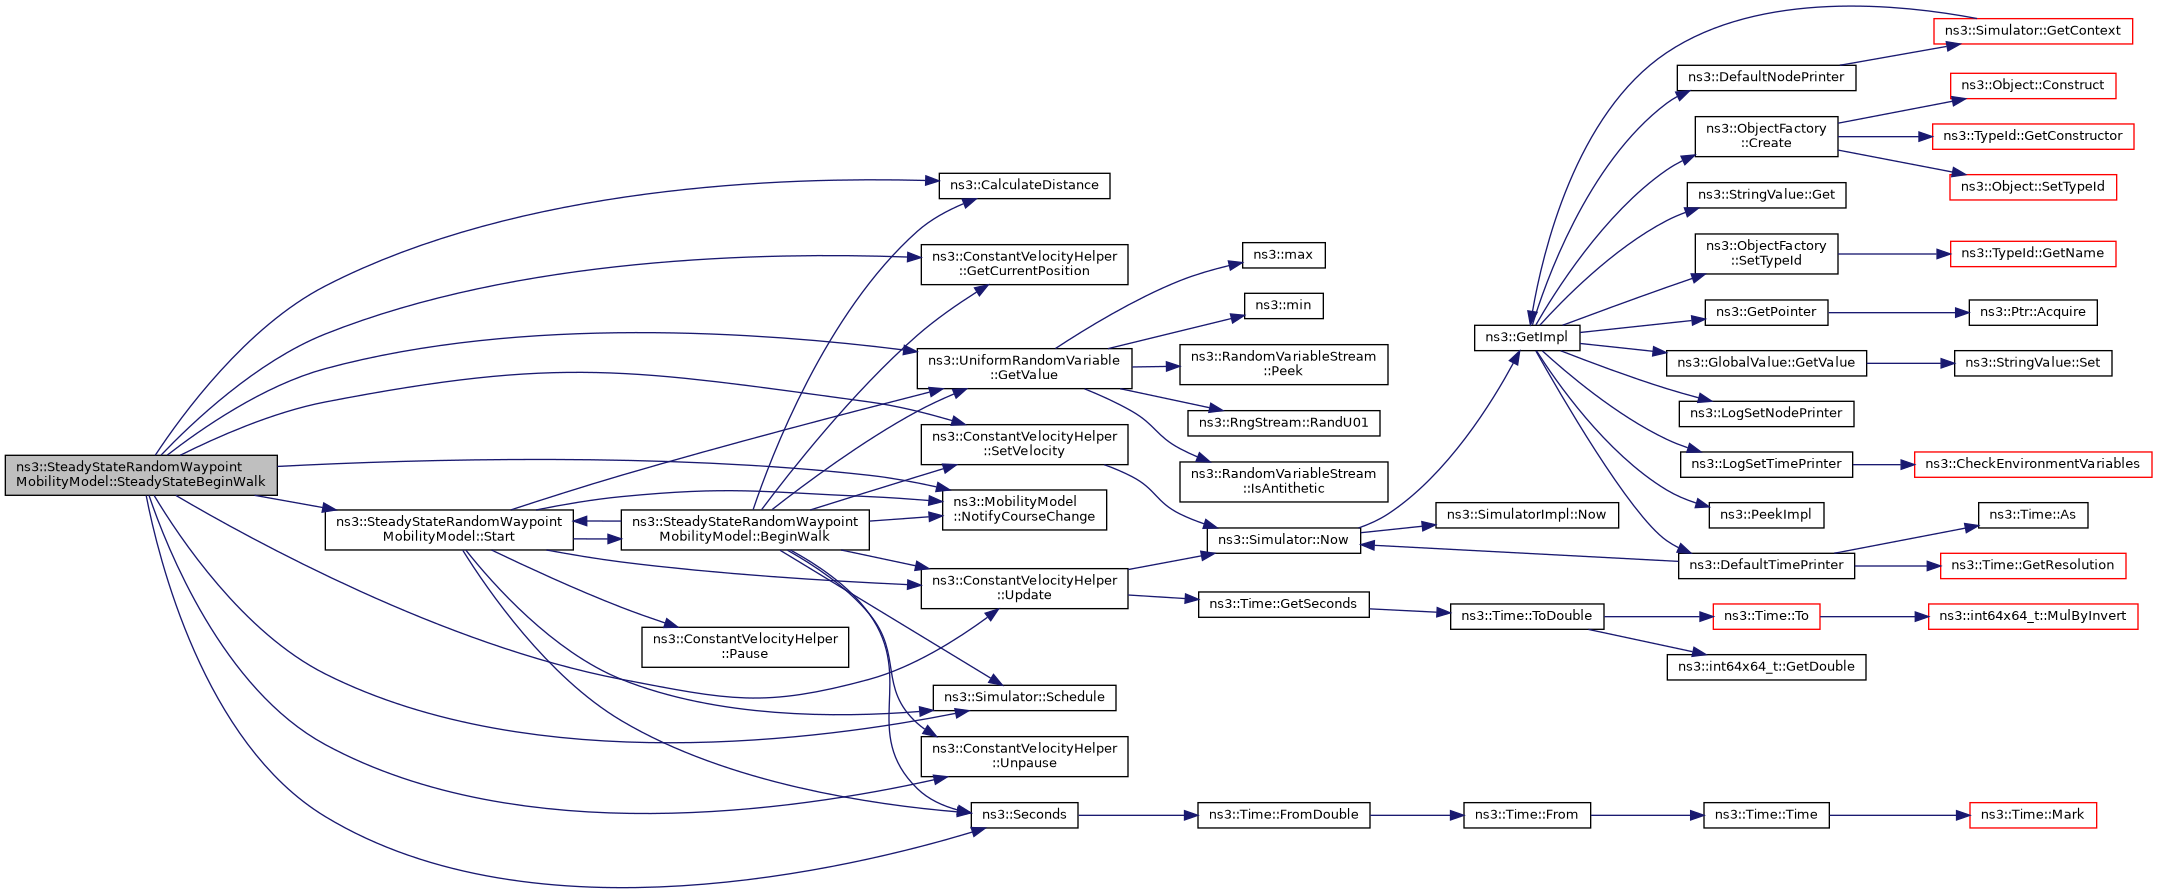 ns3::SteadyStateRandomWaypoint
MobilityModel::SteadyStateBeginWalk
ns3::SteadyStateRandomWaypoint
MobilityModel::Start
ns3::SteadyStateRandomWaypoint
MobilityModel::BeginWalk
ns3::ConstantVelocityHelper
::Pause
ns3::CalculateDistance
ns3::ConstantVelocityHelper
::GetCurrentPosition
ns3::UniformRandomVariable
::GetValue
ns3::ConstantVelocityHelper
::SetVelocity
ns3::MobilityModel
::NotifyCourseChange
ns3::ConstantVelocityHelper
::Update
ns3::Simulator::Schedule
ns3::ConstantVelocityHelper
::Unpause
ns3::Seconds
ns3::max
ns3::min
ns3::RandomVariableStream
::Peek
ns3::RngStream::RandU01
ns3::RandomVariableStream
::IsAntithetic
ns3::Simulator::Now
ns3::Time::GetSeconds
ns3::Time::FromDouble
ns3::GetImpl
ns3::SimulatorImpl::Now
ns3::Time::ToDouble
ns3::Time::From
ns3::DefaultNodePrinter
ns3::ObjectFactory
::Create
ns3::StringValue::Get
ns3::ObjectFactory
::SetTypeId
ns3::GetPointer
ns3::GlobalValue::GetValue
ns3::LogSetNodePrinter
ns3::LogSetTimePrinter
ns3::PeekImpl
ns3::DefaultTimePrinter
ns3::Time::To
ns3::int64x64_t::GetDouble
ns3::Time::Time
ns3::Simulator::GetContext
ns3::Object::Construct
ns3::TypeId::GetConstructor
ns3::Object::SetTypeId
ns3::TypeId::GetName
ns3::Ptr::Acquire
ns3::StringValue::Set
ns3::CheckEnvironmentVariables
ns3::Time::As
ns3::Time::GetResolution
ns3::int64x64_t::MulByInvert
ns3::Time::Mark